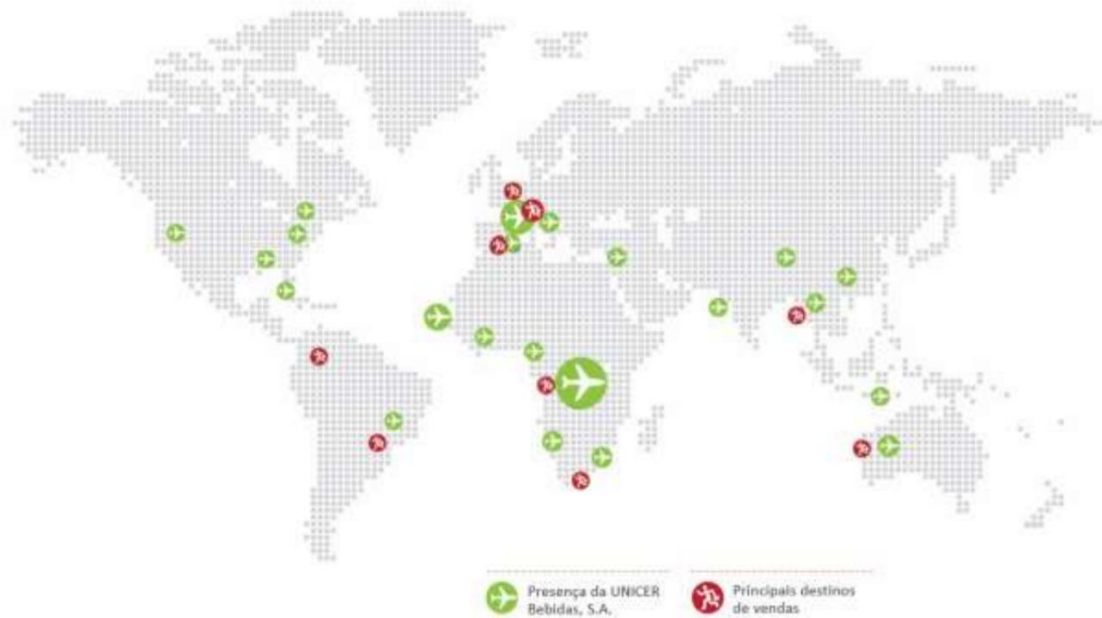 Presença da UNICER
Bebidas, S.A.
Principais destinos
de vendas